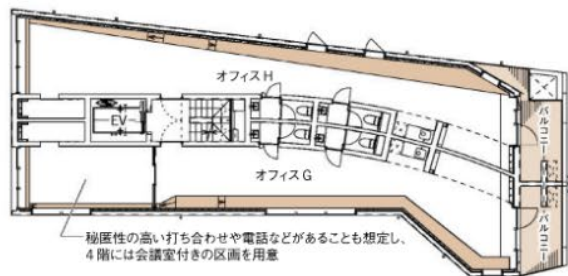 オフィスH
EV
バルコニー
オフィスG
バルコニー
秘匿性の高い打ち合わせや電話などがあることも想定し、
4階には会議室付きの区画を用意